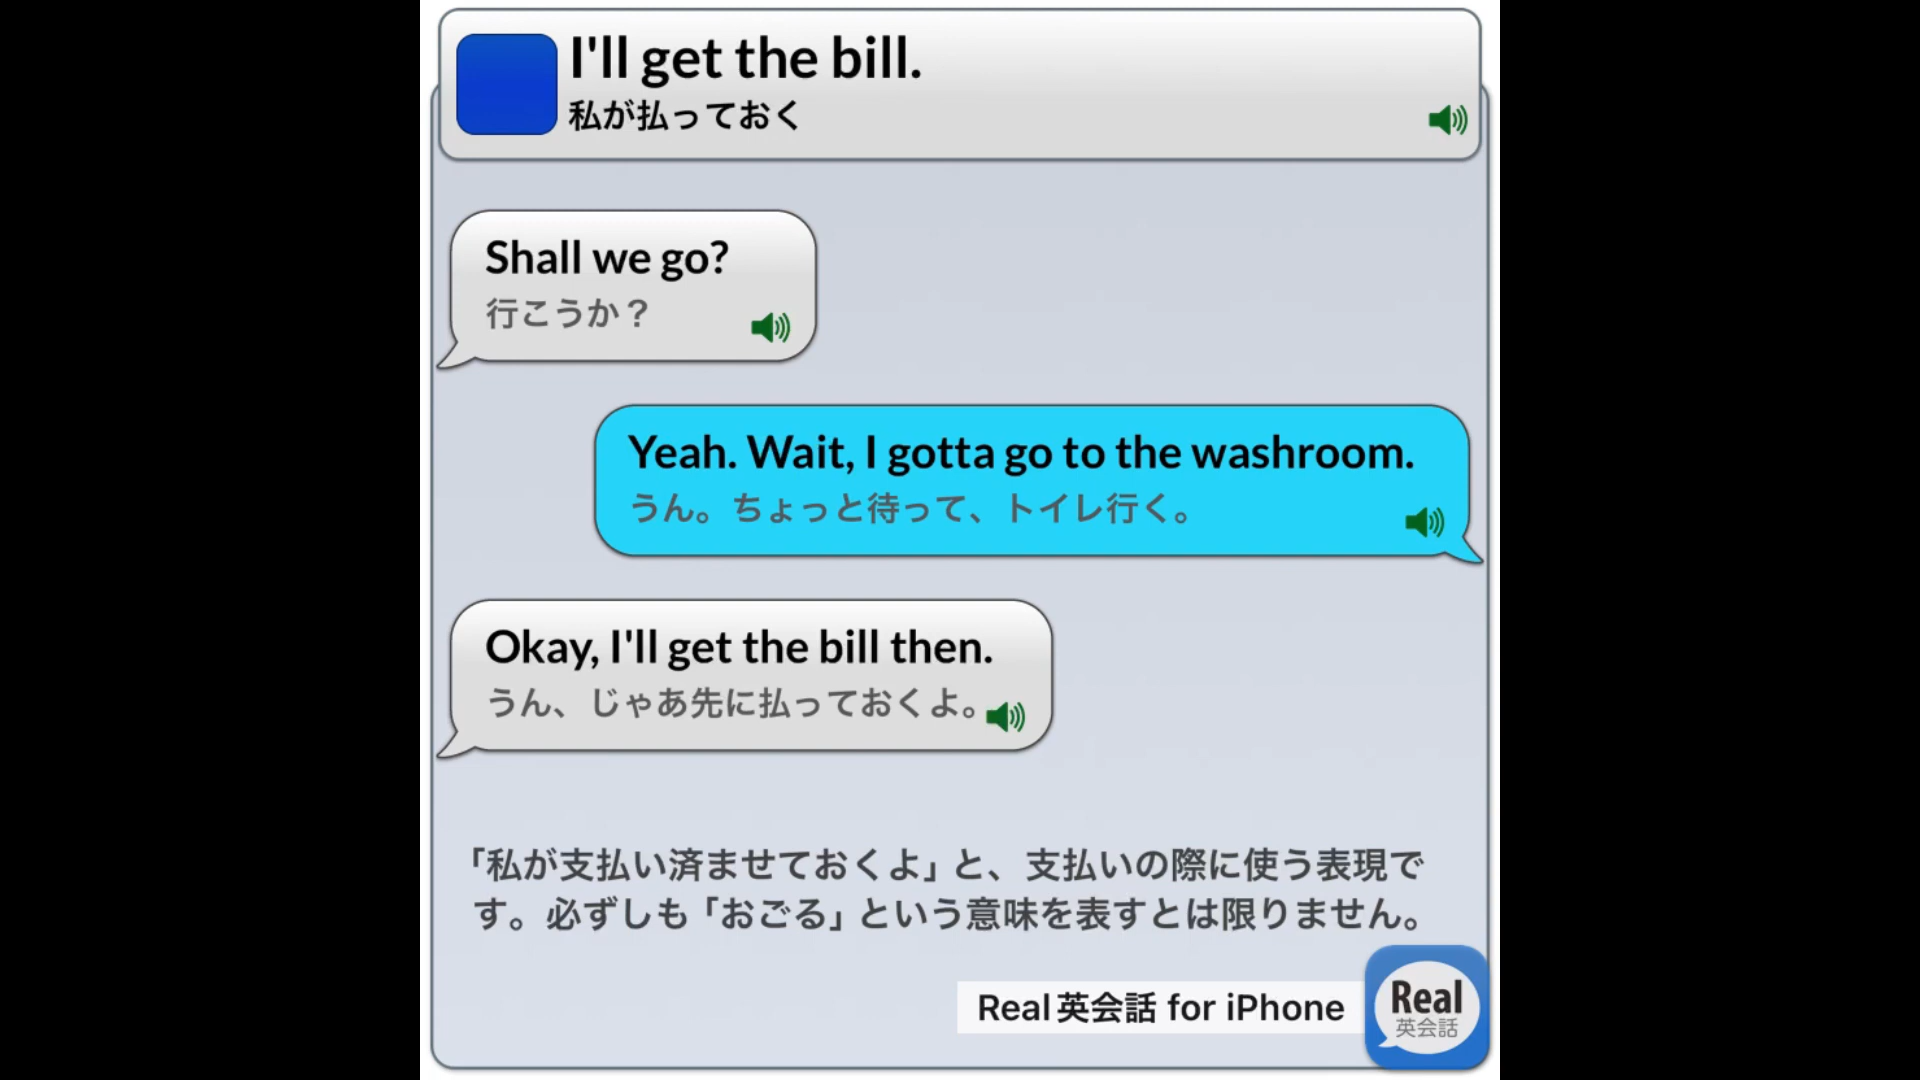 I'll get the bill.
私が払っておく
Shall we go?
行こうか？
Yeah. Wait, I gotta go to the washroom.
うん。ちょっと待って、トイレ行く。
Okay, I'll get the bill then.
うん、じゃあ先に払っておくよ。
「私が支払い済ませておくよ」と、支払いの際に使う表現で
す。必ずしも「おごる」という意味を表すとは限りません。
Real英会話 for iPhone
Real
英会話